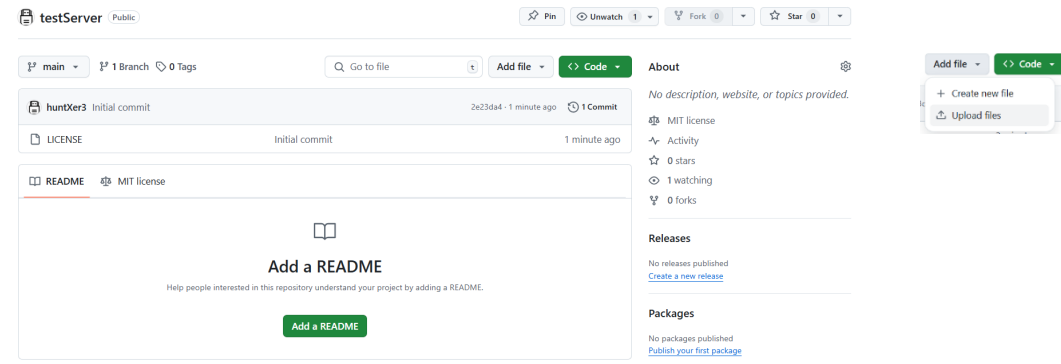 testServer Public
Pin
Unwatch 1
Fork 0
Star 0
main
1 Branch
0 Tags
Go to file t
Add file
Code
huntXer3 Initial commit
2e23da4 · 1 minute ago
1 Commit
LICENSE Initial commit 1 minute ago
README
MIT license
Add a README
Help people interested in this repository understand your project by adding a README.
Add a README
About
No description, website, or topics provided.
MIT license
Activity
0 stars
1 watching
0 forks
Releases
No releases published
Create a new release
Packages
No packages published
Publish your first package
Add file
Code
Create new file
Upload files